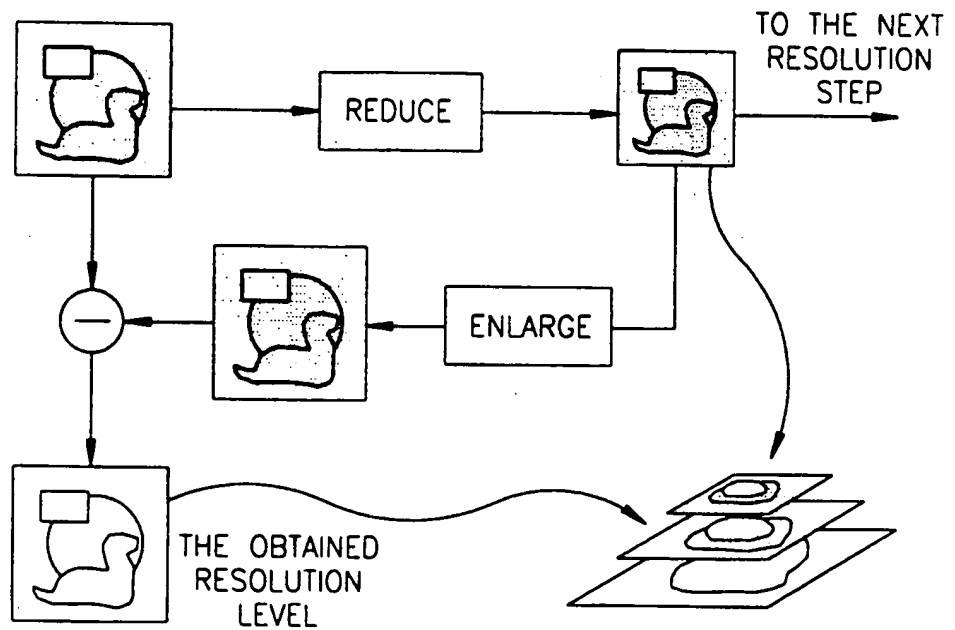 TO THE NEXT
RESOLUTION
STEP
REDUCE
ENLARGE
THE OBTAINED
RESOLUTION
LEVEL